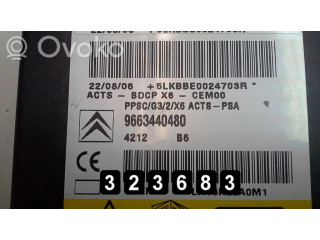 Ovoko
22/08/06 +5LKBBE0024703R*
ACTS - BDCP X6 - CEM00
PPSC/G3/2/X6 ACTS-PSA
9663440480
4212 B6
323683
A0M1